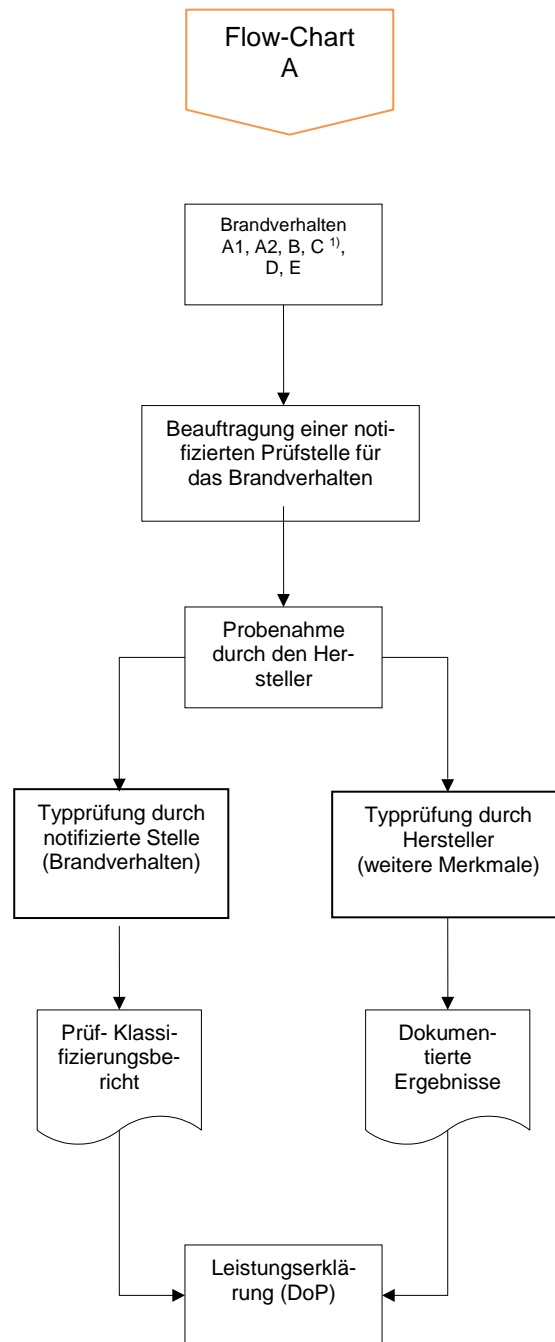 Flow-Chart
A
Brandverhalten
A1, A2, B, C 1),
D, E
Beauftragung einer noti-
fizierten Prüfstelle für
das Brandverhalten
Probenahme
durch den Her-
steller
Typprüfung durch
notifizierte Stelle
(Brandverhalten)
Typprüfung durch
Hersteller
(weitere Merkmale)
Prüf- Klassi-
fizierungsbe-
richt
Dokumen-
tierte
Ergebnisse
Leistungserklä-
rung (DoP)